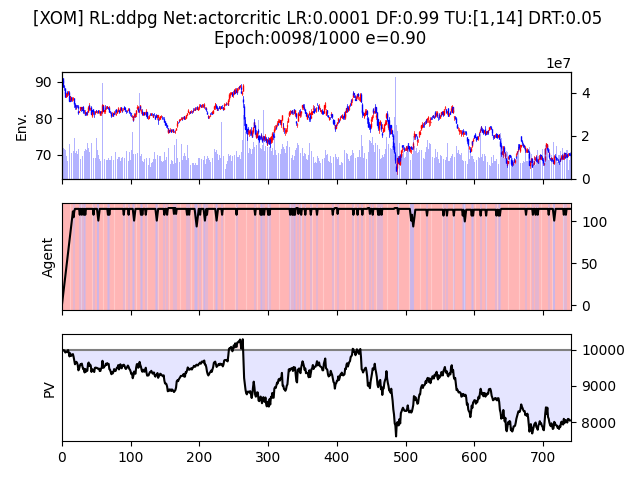 [XOM] RL:ddpg Net:actorcritic LR:0.0001 DF:0.99 TU:[1,14] DRT:0.05
Epoch:0098/1000 e=0.90
1e7
Env.
90
80
70
4
2
0
Agent
100
50
0
PV
10000
9000
8000
0 100 200 300 400 500 600 700